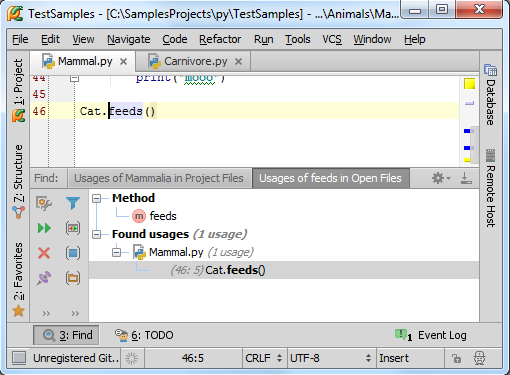 TestSamples - [C:\SamplesProjects\py\TestSamples] - ...\Animals\Ma...
File Edit View Navigate Code Refactor Run Tools VCS Window Help
Mammal.py Carnivore.py
1: Project
Z: Structure
2: Favorites
44 print("mooo")
45
46 Cat.feeds()
Database
Remote Host
Find: Usages of Mammalia in Project Files Usages of feeds in Open Files
Method
m feeds
Found usages (1 usage)
Mammal.py (1 usage)
(46: 5) Cat.feeds()
3: Find 6: TODO 1 Event Log
Unregistered Git... 46:5 CRLF UTF-8 Insert